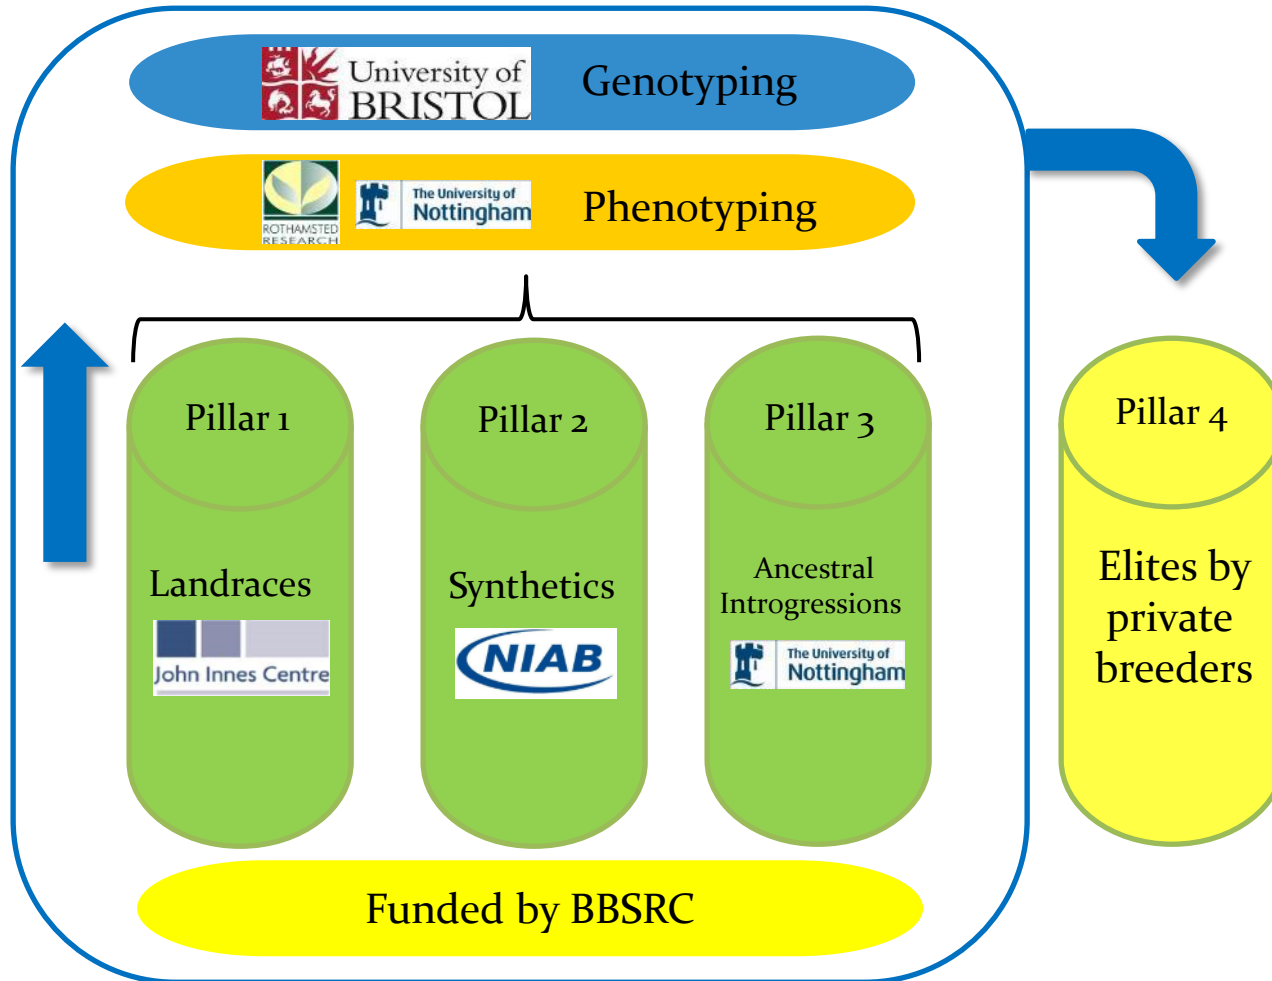 University of
BRISTOL
Genotyping
ROTHAMSTED
RESEARCH
The University of
Nottingham
Phenotyping
Pillar 1
Landraces
John Innes Centre
Pillar 2
Synthetics
NIAB
Pillar 3
Ancestral
Introgressions
The University of
Nottingham
Pillar 4
Elites by
private
breeders
Funded by BBSRC